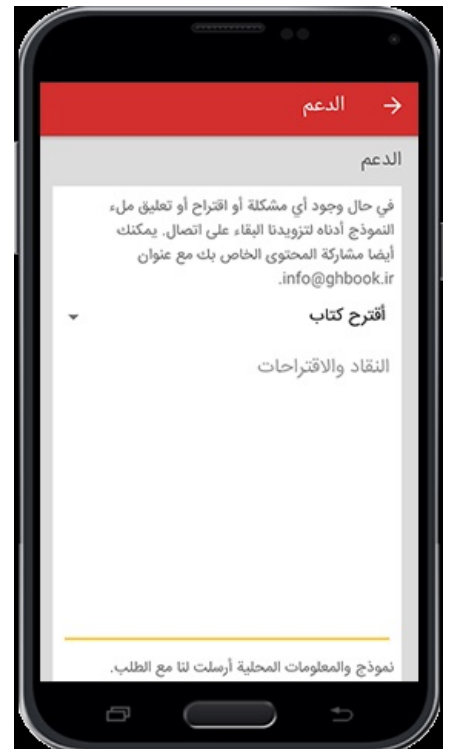 الدعم
الدعم
في حال وجود أي مشكلة أو اقتراح أو تعليق ملء
النموذج أدناه لتزويدنا البقاء على اتصال. يمكنك
أيضا مشاركة المحتوى الخاص بك مع عنوان
info@ghbook.ir.
أقترح كتاب
النقاد والاقتراحات
نموذج والمعلومات المحلية أرسلت لنا مع الطلب.